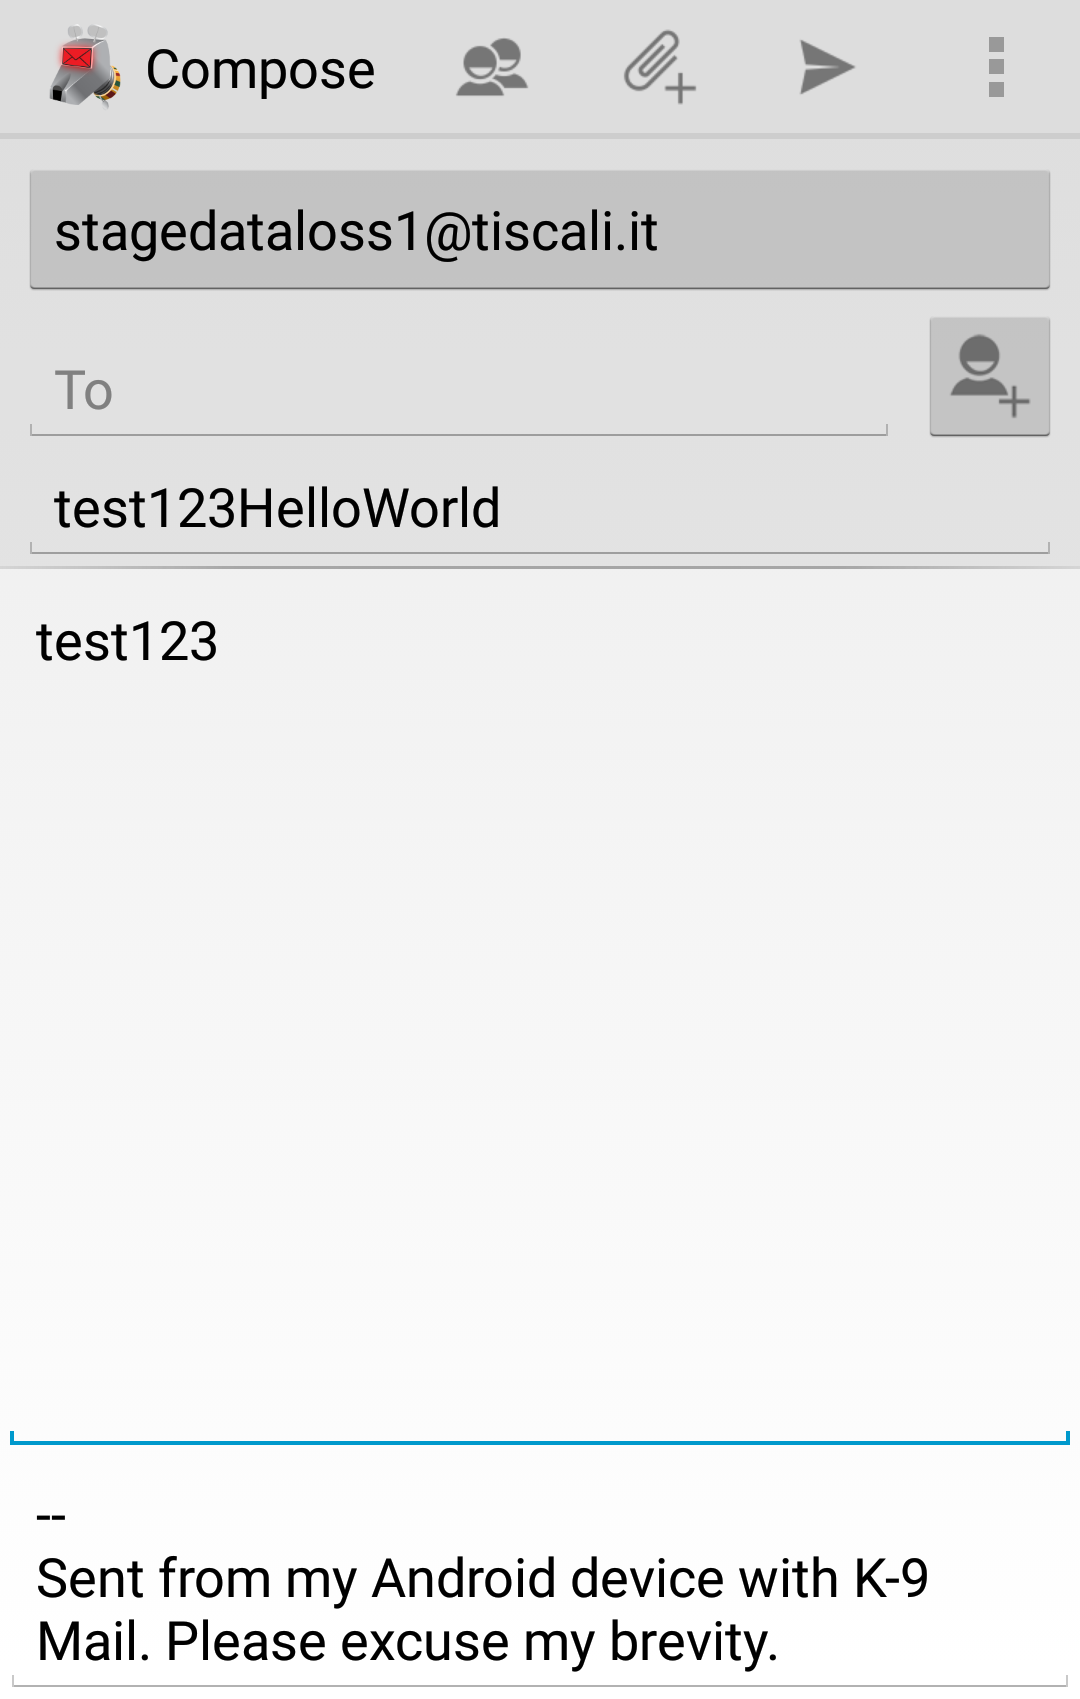 Compose
stagedataloss1@tiscali.it
To
test123HelloWorld
test123
--
Sent from my Android device with K-9
Mail. Please excuse my brevity.